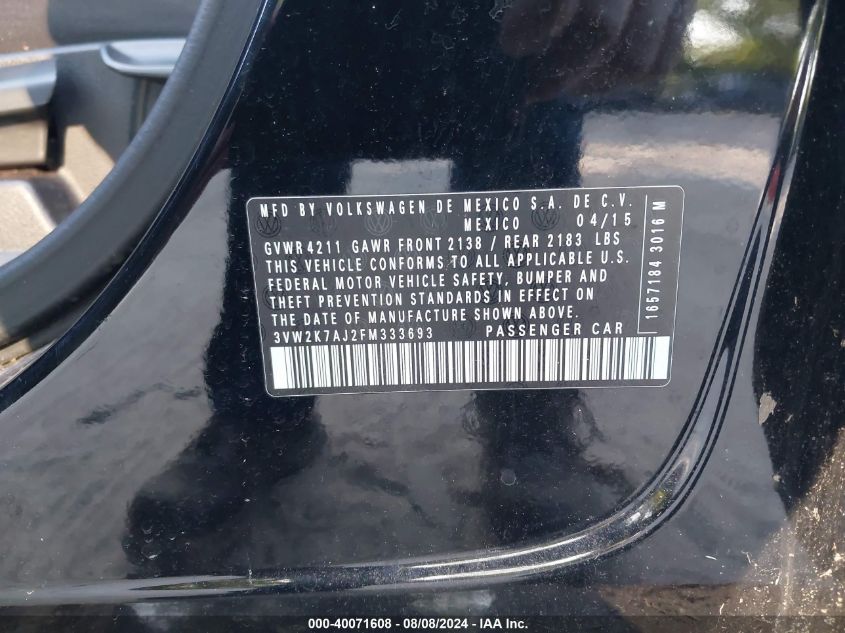 MFD BY VOLKSWAGEN DE MEXICO S.A. DE C.V.
MEXICO 04/15
GVWR 4211 GAWR FRONT 2138 / REAR 2183 LBS
THIS VEHICLE CONFORMS TO ALL APPLICABLE U.S.
FEDERAL MOTOR VEHICLE SAFETY, BUMPER AND
THEFT PREVENTION STANDARDS IN EFFECT ON
THE DATE OF MANUFACTURE SHOWN ABOVE.
3VW2K7AJ2FM333693 PASSENGER CAR
1657184 3016 M
000-40071608 - 08/08/2024 - IAA Inc.